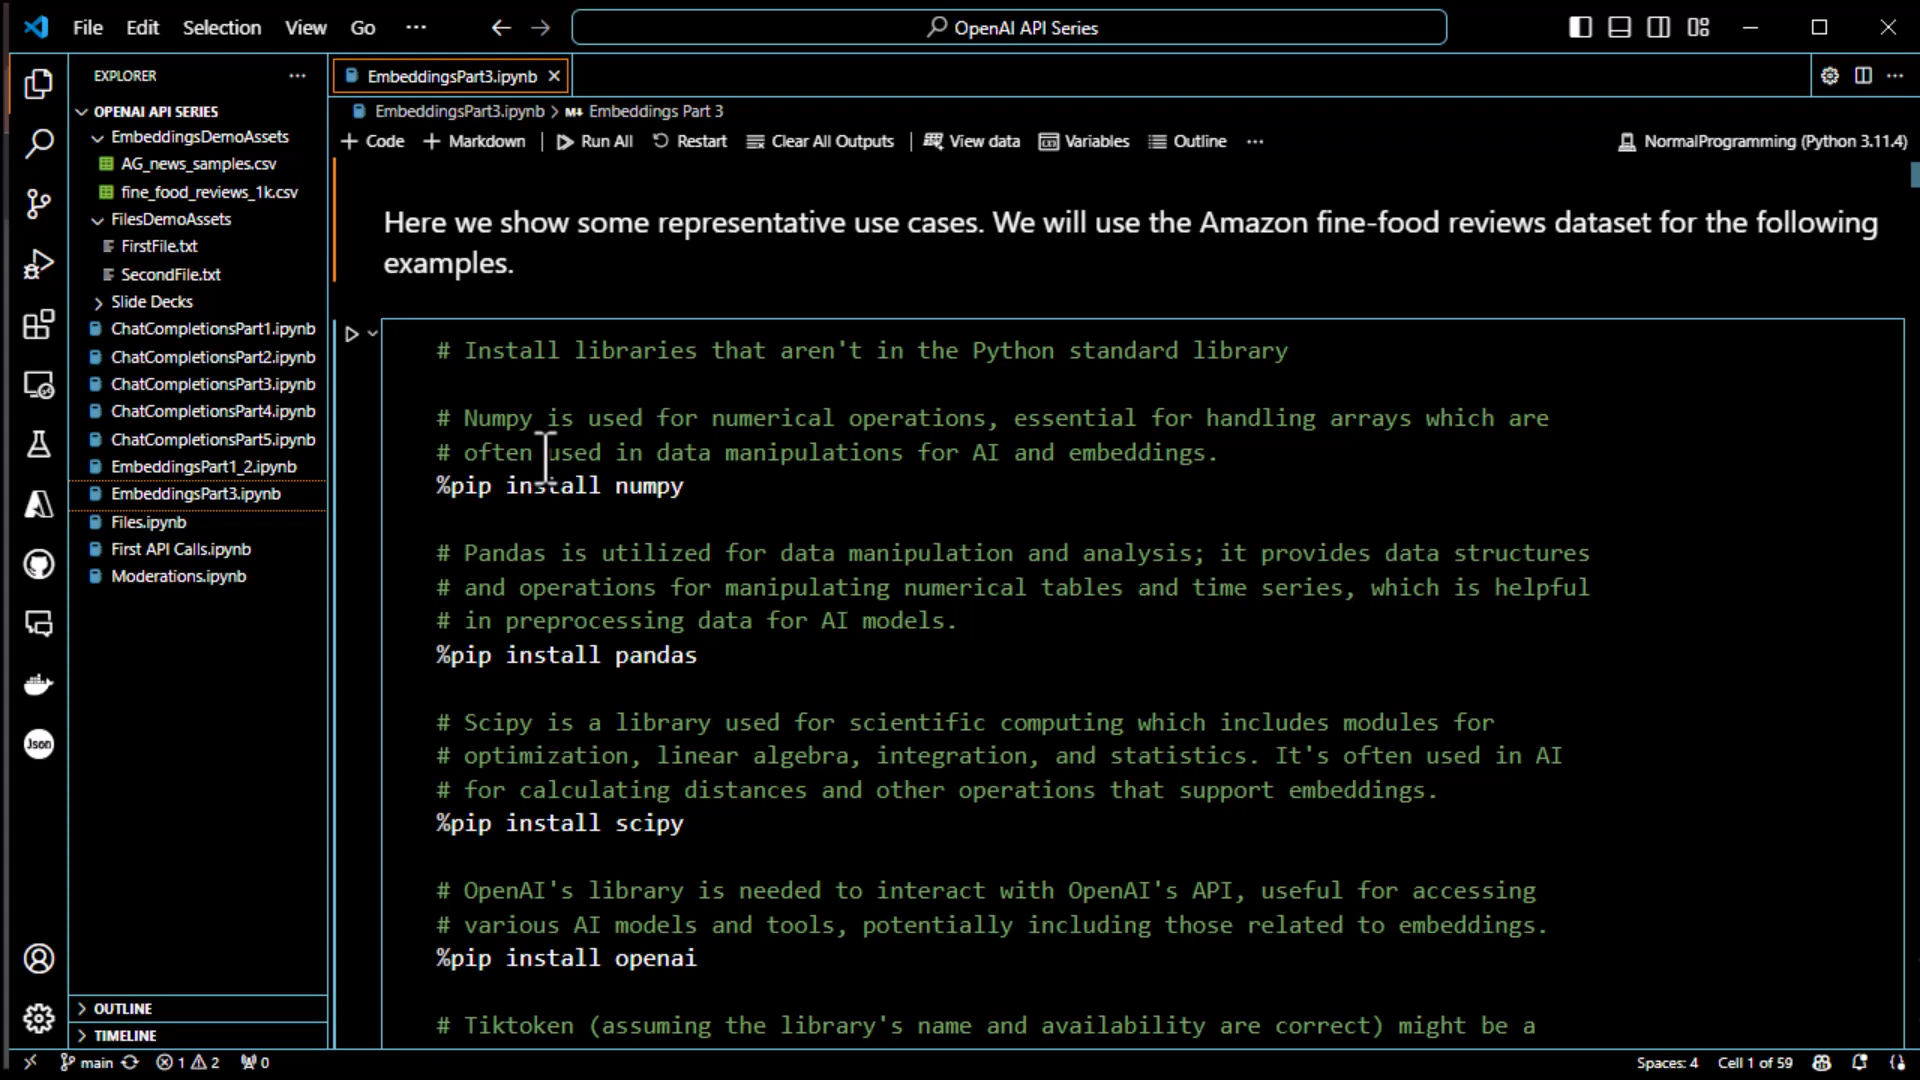 File Edit Selection View Go ··· OpenAI API Series
EXPLORER ···
OPENAI API SERIES
EmbeddingsDemoAssets
AG_news_samples.csv
fine_food_reviews_1k.csv
FilesDemoAssets
FirstFile.txt
SecondFile.txt
Slide Decks
ChatCompletionsPart1.ipynb
ChatCompletionsPart2.ipynb
ChatCompletionsPart3.ipynb
ChatCompletionsPart4.ipynb
ChatCompletionsPart5.ipynb
EmbeddingsPart1_2.ipynb
EmbeddingsPart3.ipynb
Files.ipynb
First API Calls.ipynb
Moderations.ipynb
OUTLINE
TIMELINE
Json
EmbeddingsPart3.ipynb
EmbeddingsPart3.ipynb > M↓ Embeddings Part 3
+ Code + Markdown Run All Restart Clear All Outputs View data Variables Outline ··· NormalProgramming (Python 3.11.4)
Here we show some representative use cases. We will use the Amazon fine-food reviews dataset for the following
examples.
# Install libraries that aren't in the Python standard library
# Numpy is used for numerical operations, essential for handling arrays which are
# often used in data manipulations for AI and embeddings.
%pip install numpy
# Pandas is utilized for data manipulation and analysis; it provides data structures
# and operations for manipulating numerical tables and time series, which is helpful
# in preprocessing data for AI models.
%pip install pandas
# Scipy is a library used for scientific computing which includes modules for
# optimization, linear algebra, integration, and statistics. It's often used in AI
# for calculating distances and other operations that support embeddings.
%pip install scipy
# OpenAI's library is needed to interact with OpenAI's API, useful for accessing
# various AI models and tools, potentially including those related to embeddings.
%pip install openai
# Tiktoken (assuming the library's name and availability are correct) might be a
main 1 2 0 Spaces: 4 Cell 1 of 59